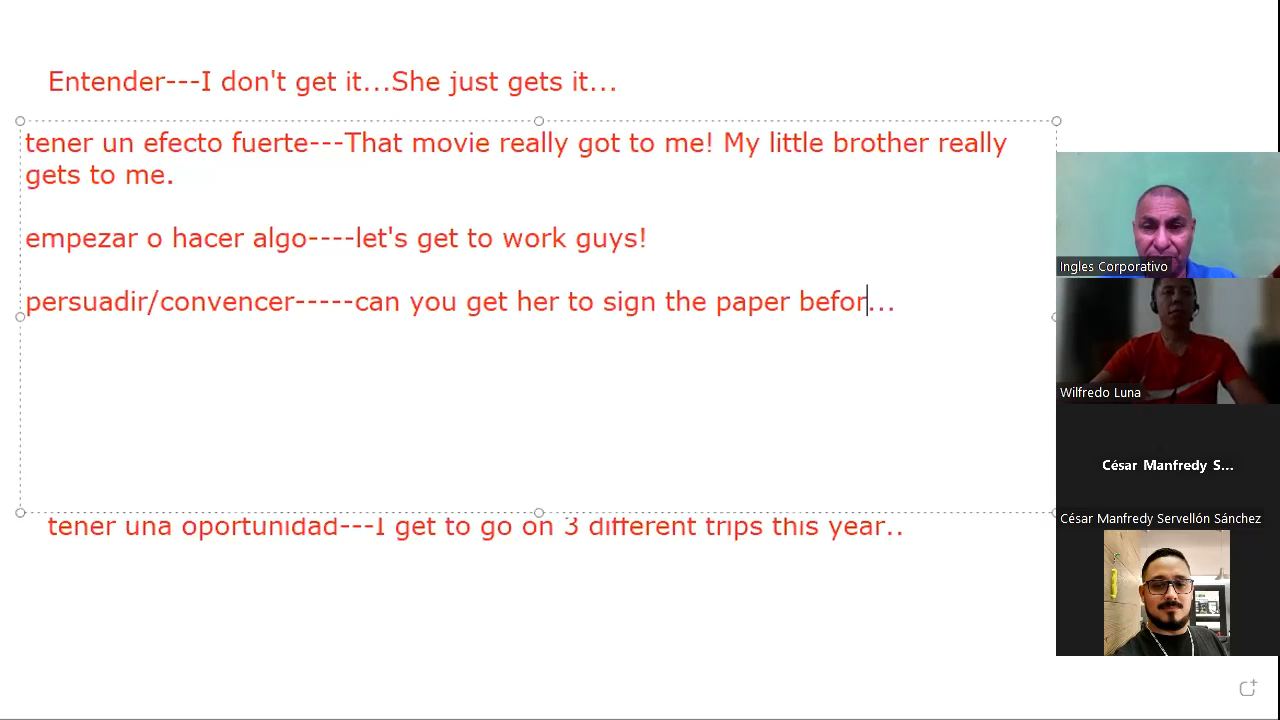 Entender---I don't get it...She just gets it...
tener un efecto fuerte---That movie really got to me! My little brother really
gets to me.
empezar o hacer algo----let's get to work guys!
persuadir/convencer-----can you get her to sign the paper befor...
tener una oportunidad---I get to go on 3 different trips this year..
Ingles Corporativo
Wilfredo Luna
César Manfredy S...
César Manfredy Servellón Sánchez